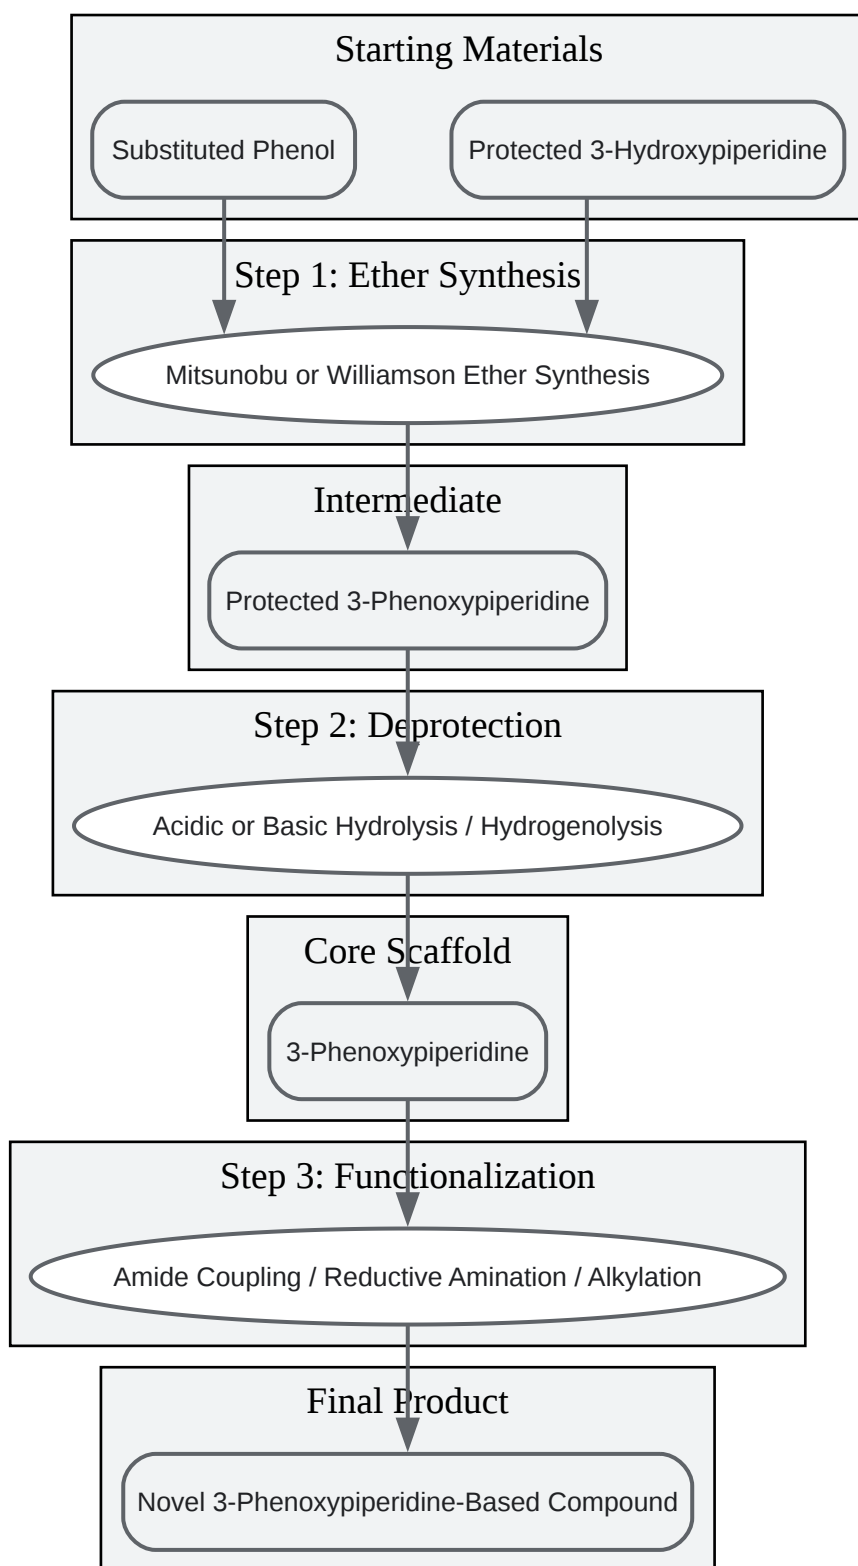 Starting Materials
Substituted Phenol
Protected 3-Hydroxypiperidine
Step 1: Ether Synthesis
Mitsunobu or Williamson Ether Synthesis
Intermediate
Protected 3-Phenoxypiperidine
Step 2: Deprotection
Acidic or Basic Hydrolysis / Hydrogenolysis
Core Scaffold
3-Phenoxypiperidine
Step 3: Functionalization
Amide Coupling / Reductive Amination / Alkylation
Final Product
Novel 3-Phenoxypiperidine-Based Compound